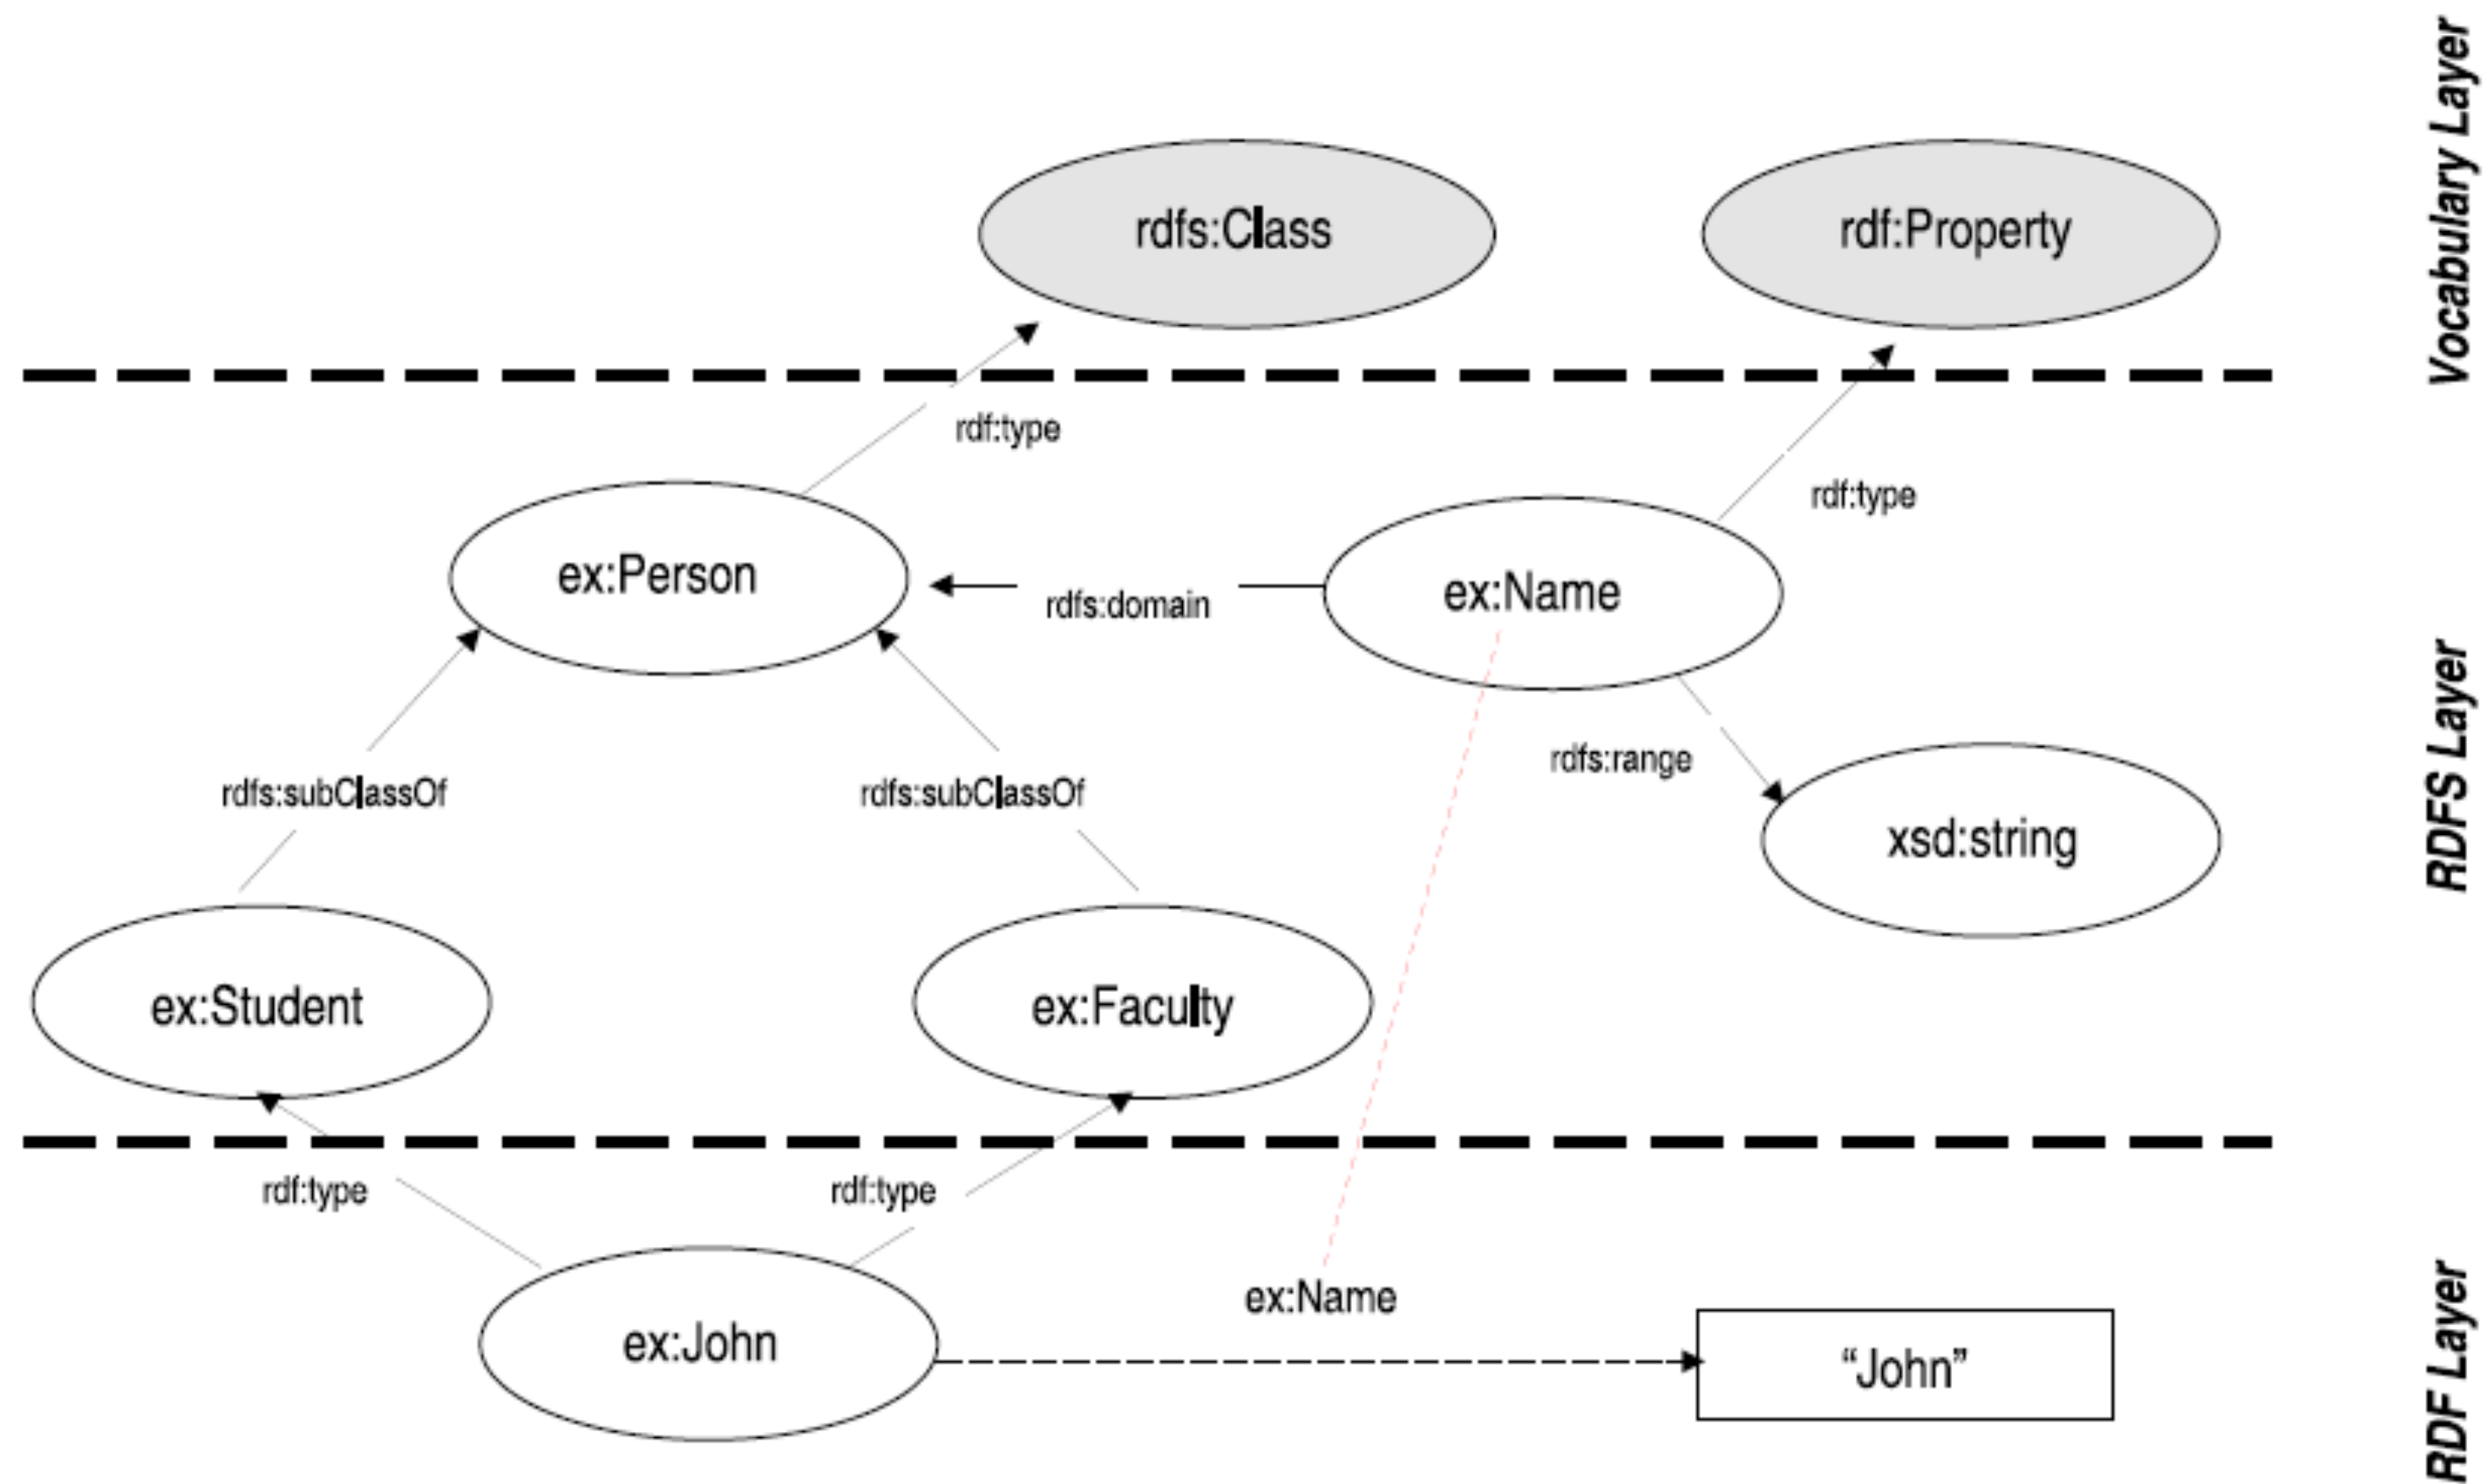 Vocabulary Layer
rdfs:Class
rdf:Property
rdf:type
rdf:type
RDFS Layer
ex:Person
rdfs:domain
ex:Name
rdfs:range
rdfs:subClassOf
rdfs:subClassOf
xsd:string
ex:Student
ex:Faculty
rdf:type
rdf:type
RDF Layer
ex:Name
ex:John
“John”